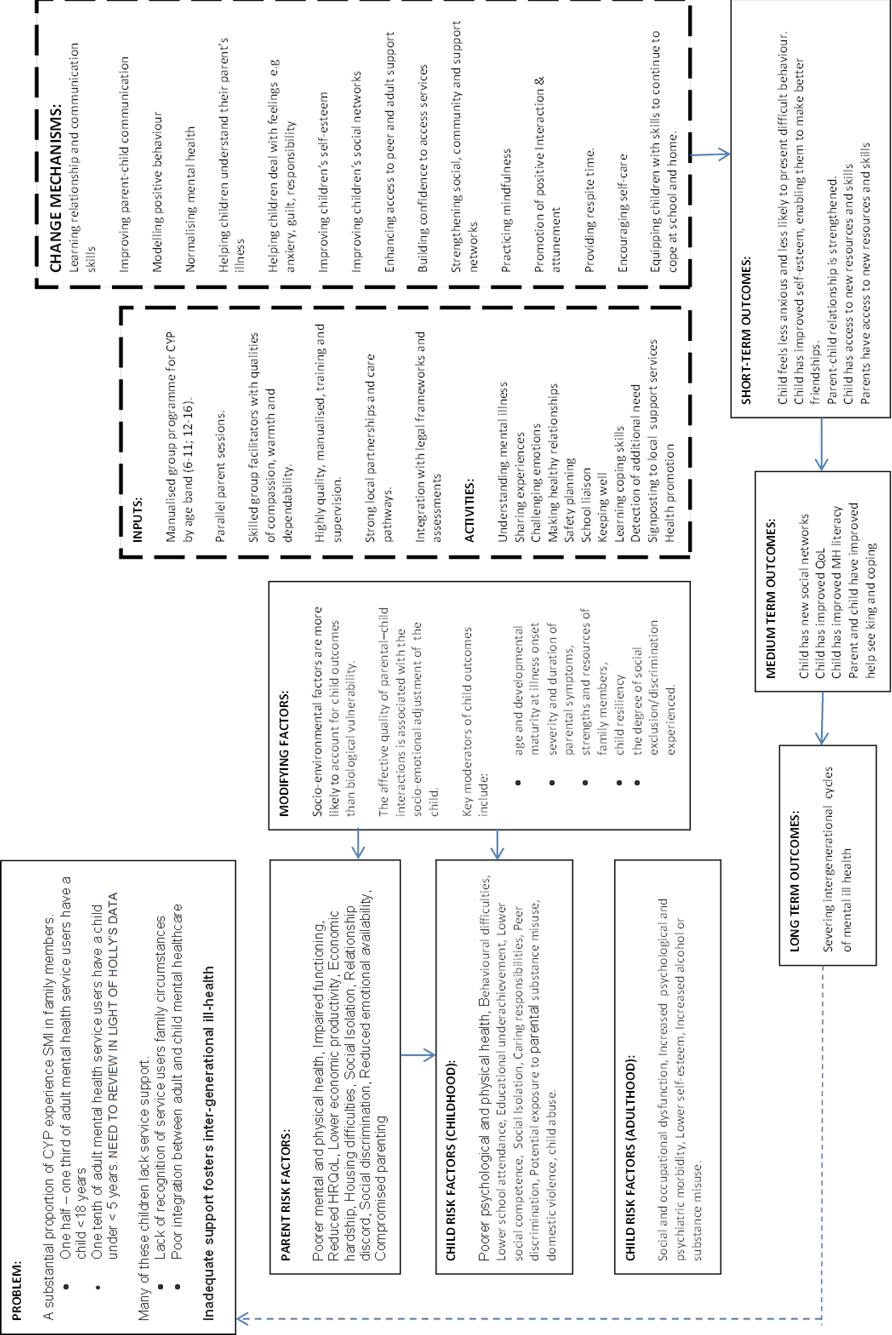 PROBLEM:
A substantial proportion of CYP experience SMI in family members.
• One half – one third of adult mental health service users have a
child <18 years
• One tenth of adult mental health service users have a child
under < 5 years. NEED TO REVIEW IN LIGHT OF HOLLY'S DATA
Many of these children lack service support.
• Lack of recognition of service users family circumstances
• Poor integration between adult and child mental healthcare
Inadequate support fosters inter-generational ill-health
PARENT RISK FACTORS:
Poorer mental and physical health, Impaired functioning,
Reduced HRQoL, Lower economic productivity, Economic
hardship, Housing difficulties, Social Isolation, Relationship
discord, Social discrimination, Reduced emotional availability,
Compromised parenting
CHILD RISK FACTORS (CHILDHOOD):
Poorer psychological and physical health, Behavioural difficulties,
Lower school attendance, Educational underachievement, Lower
social competence, Social Isolation, Caring responsibilities, Peer
discrimination, Potential exposure to parental substance misuse,
domestic violence, child abuse.
CHILD RISK FACTORS (ADULTHOOD):
Social and occupational dysfunction, Increased psychological and
psychiatric morbidity, Lower self-esteem, Increased alcohol or
substance misuse.
MODIFYING FACTORS:
Socio-environmental factors are more
likely to account for child outcomes
than biological vulnerability.
The affective quality of parental–child
interactions is associated with the
socio-emotional adjustment of the
child.
Key moderators of child outcomes
include:
• age and developmental
maturity at illness onset
• severity and duration of
parental symptoms,
• strengths and resources of
family members,
• child resiliency
• the degree of social
exclusion/discrimination
experienced.
INPUTS:
Manualised group programme for CYP
by age band (6-11; 12-16).
Parallel parent sessions.
Skilled group facilitators with qualities
of compassion, warmth and
dependability.
Highly quality, manualised, training and
supervision.
Strong local partnerships and care
pathways.
Integration with legal frameworks and
assessments
ACTIVITIES:
Understanding mental illness
Sharing experiences
Challenging emotions
Making healthy relationships
Safety planning
School liaison
Keeping well
Learning coping skills
Detection of additional need
Signposting to local support services
Health promotion
CHANGE MECHANISMS:
Learning relationship and communication
skills
Improving parent-child communication
Modelling positive behaviour
Normalising mental health
Helping children understand their parent's
illness
Helping children deal with feelings e.g
anxiery, guilt, responsibility
Improving children's self-esteem
Improving children's social networks
Enhancing access to peer and adult support
Building confidence to access services
Strengthening social, community and support
networks
Practicing mindfulness
Promotion of positive Interaction &
attunement
Providing respite time.
Encouraging self-care
Equipping children with skills to continue to
cope at school and home.
SHORT-TERM OUTCOMES:
Child feels less anxious and less likely to present difficult behaviour.
Child has improved self-esteem, enabling them to make better
friendships.
Parent-child relationship is strengthened.
Child has access to new resources and skills
Parents have access to new resources and skills
MEDIUM TERM OUTCOMES:
Child has new social networks
Child has improved QoL
Child has improved MH literacy
Parent and child have improved
help see king and coping
LONG TERM OUTCOMES:
Severing intergenerational cycles
of mental ill health